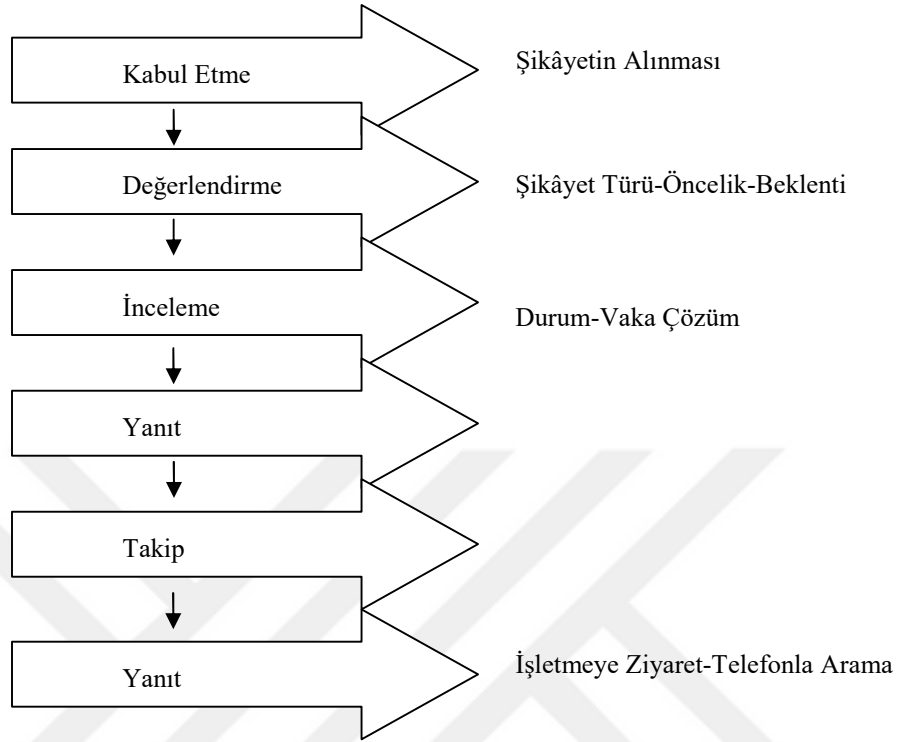 Kabul Etme
Şikâyetin Alınması
Değerlendirme
Şikâyet Türü-Öncelik-Beklenti
İnceleme
Durum-Vaka Çözüm
Yanıt
Takip
Yanıt
İşletmeye Ziyaret-Telefonla Arama